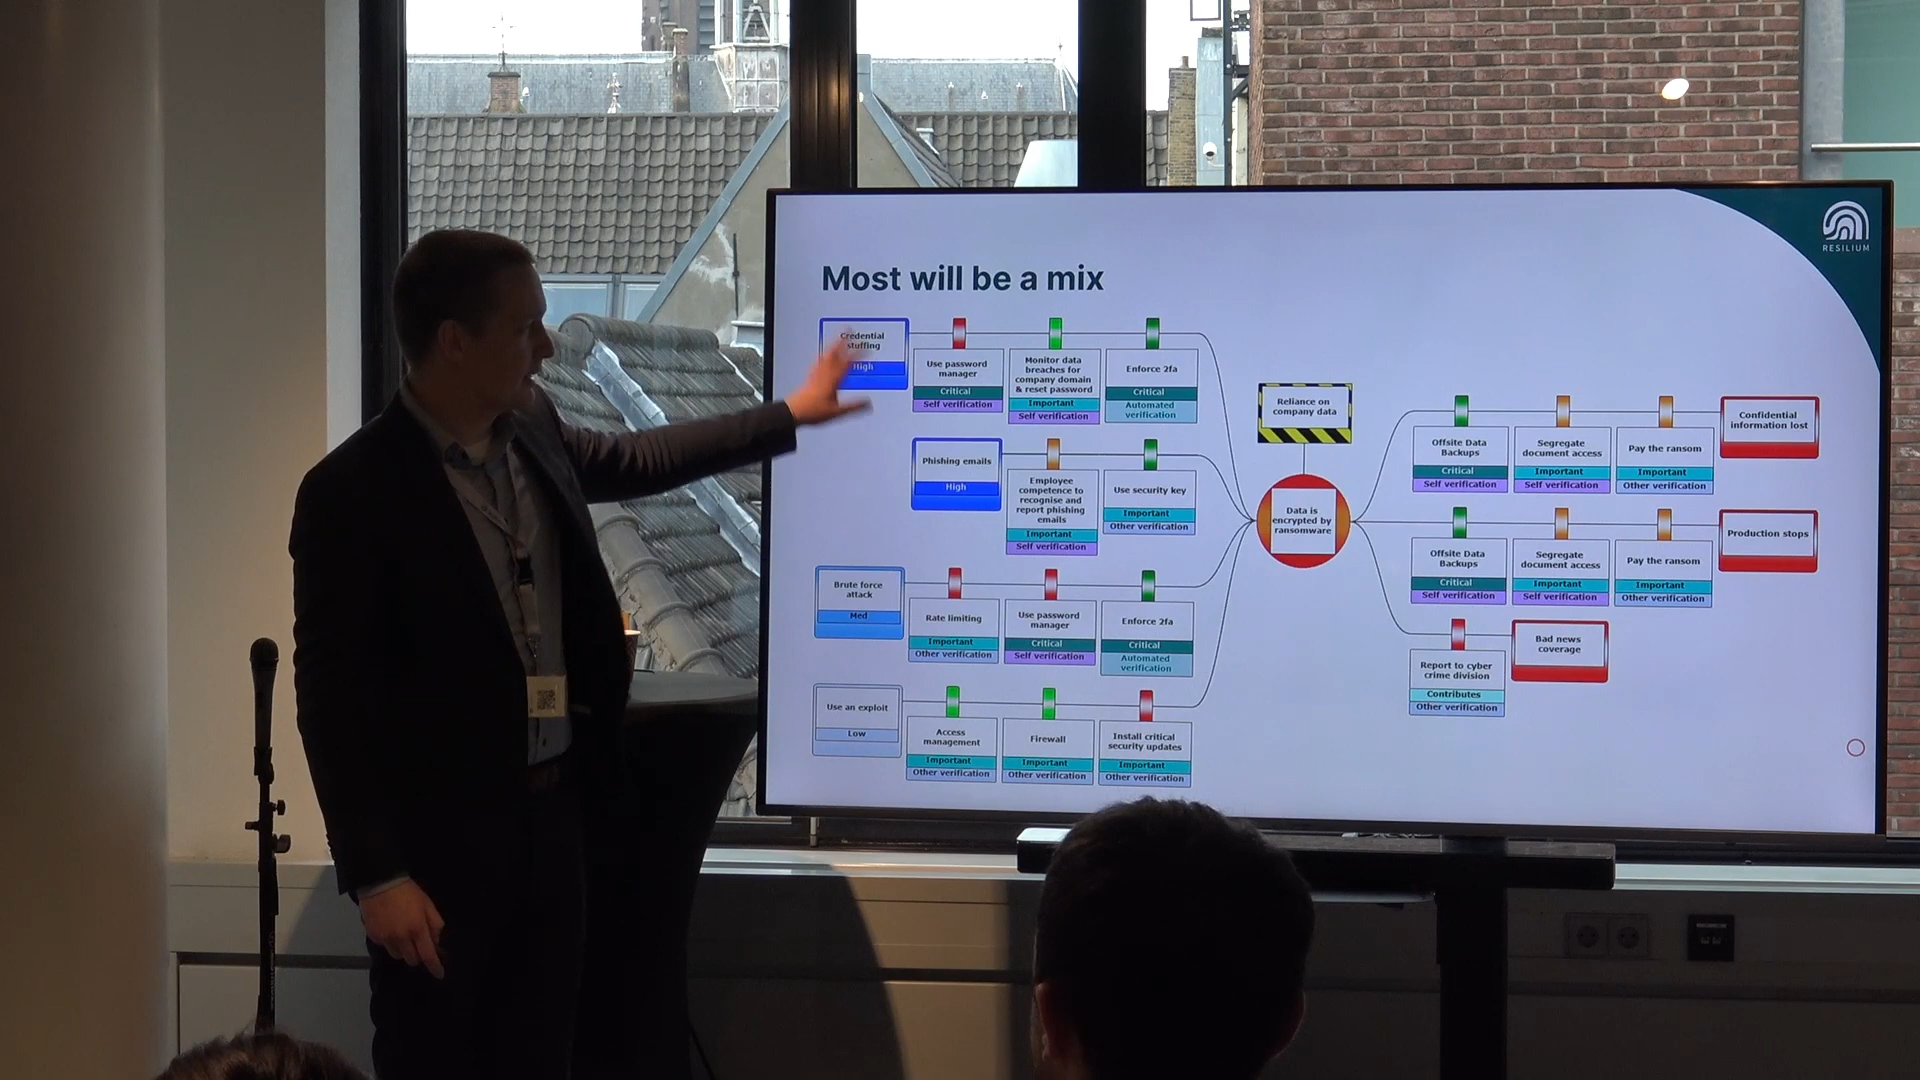 RESILIUM
Most will be a mix
Credential
stuffing
High
Use password
manager
Critical
Self verification
Monitor data
breaches for
company domain
& reset password
Important
Self verification
Enforce 2fa
Critical
Automated
verification
Phishing emails
High
Employee
competence to
recognise and
report phishing
emails
Important
Self verification
Use security key
Important
Other verification
Brute force
attack
Med
Rate limiting
Important
Other verification
Use password
manager
Critical
Self verification
Enforce 2fa
Critical
Automated
verification
Use an exploit
Low
Access
management
Important
Other verification
Firewall
Important
Other verification
Install critical
security updates
Important
Other verification
Reliance on
company data
Data is
encrypted by
ransomware
Offsite Data
Backups
Critical
Self verification
Segregate
document access
Important
Self verification
Pay the ransom
Important
Other verification
Confidential
information lost
Offsite Data
Backups
Critical
Self verification
Segregate
document access
Important
Self verification
Pay the ransom
Important
Other verification
Production stops
Report to cyber
crime division
Contributes
Other verification
Bad news
coverage